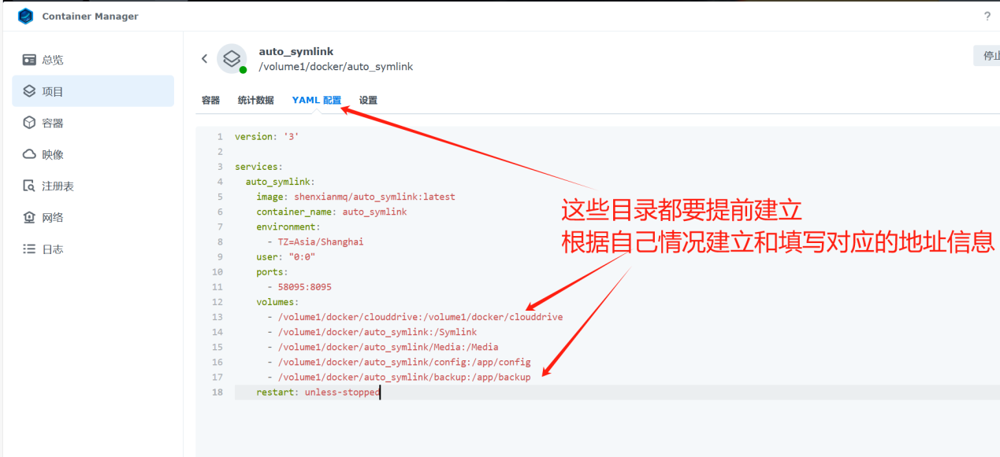 Container Manager
?
总览
项目
容器
映像
注册表
网络
日志
auto_symlink
/volume1/docker/auto_symlink
容器 统计数据 YAML 配置 设置
1 version: '3'
2
3 services:
4 auto_symlink:
5 image: shenxianmq/auto_symlink:latest
6 container_name: auto_symlink
7 environment:
8 - TZ=Asia/Shanghai
9 user: "0:0"
10 ports:
11 - 58095:8095
12 volumes:
13 - /volume1/docker/clouddrive:/volume1/docker/clouddrive
14 - /volume1/docker/auto_symlink:/Symlink
15 - /volume1/docker/auto_symlink/Media:/Media
16 - /volume1/docker/auto_symlink/config:/app/config
17 - /volume1/docker/auto_symlink/backup:/app/backup
18 restart: unless-stopped
这些目录都要提前建立
根据自己情况建立和填写对应的地址信息